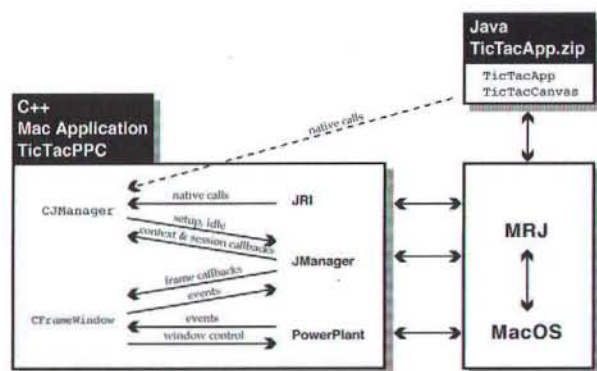 Java
TicTacApp.zip
TicTacApp
TicTacCanvas
C++
Mac Application
TicTacPPC
native calls
native calls
JRI
CJManager
setup, idle
context & session callbacks
JManager
frame callbacks
events
CFrameWindow
events
PowerPlant
window control
MRJ
MacOS